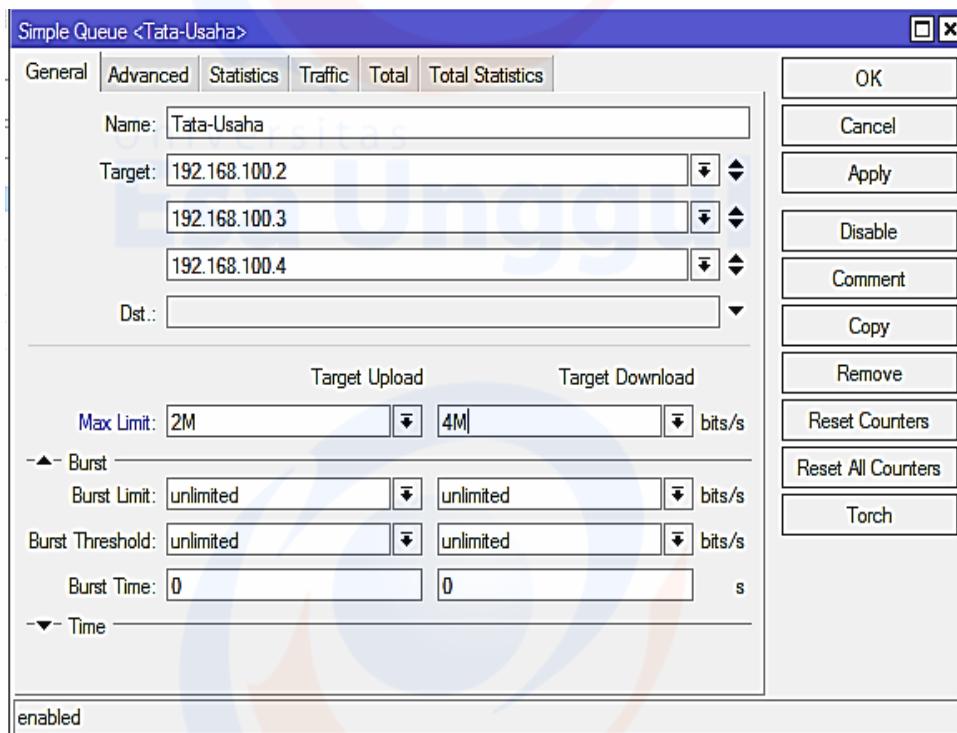 Simple Queue <Tata-Usaha>
General Advanced Statistics Traffic Total Total Statistics
Name: Tata-Usaha
Universitas
Esa Unggul
Target: 192.168.100.2
192.168.100.3
192.168.100.4
Dst.:
Target Upload Target Download
Max Limit: 2M 4M bits/s
Burst
Burst Limit: unlimited unlimited bits/s
Burst Threshold: unlimited unlimited bits/s
Burst Time: 0 0 s
Time
enabled
OK
Cancel
Apply
Disable
Comment
Copy
Remove
Reset Counters
Reset All Counters
Torch